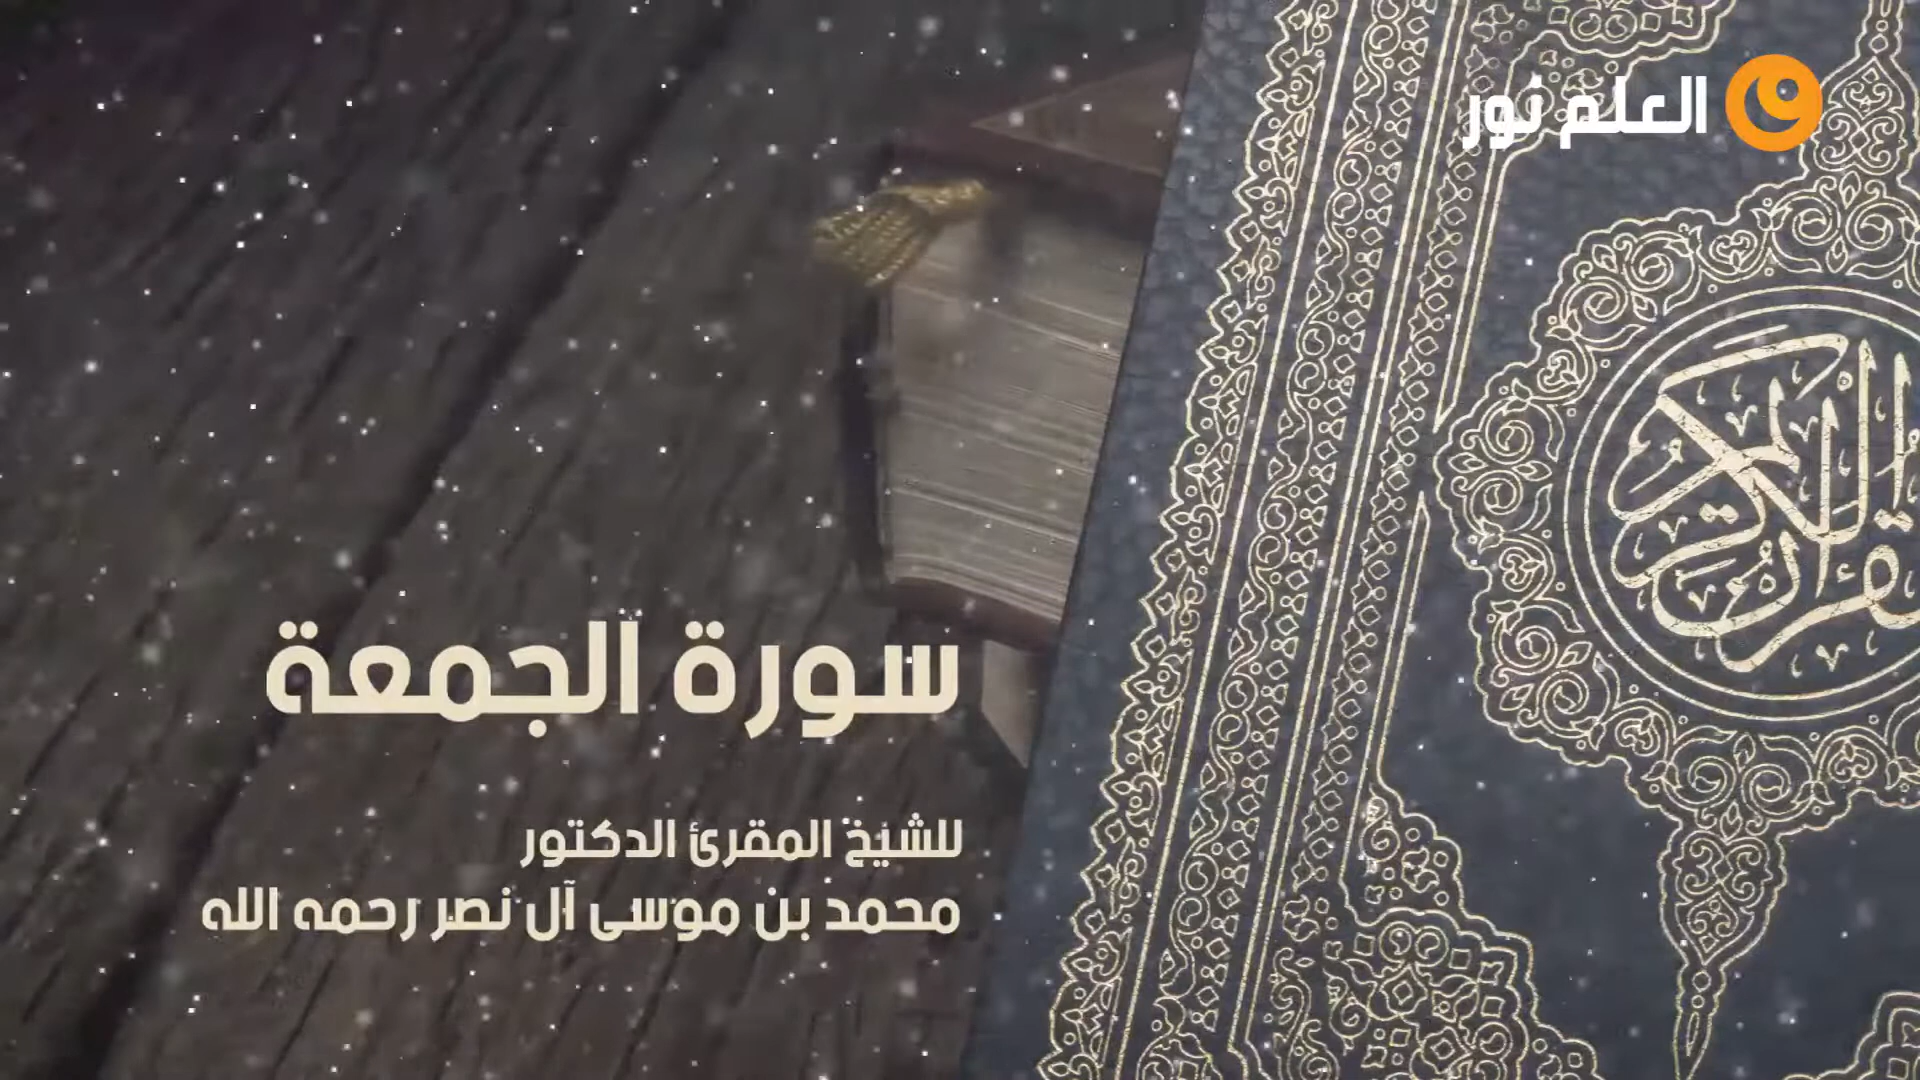 العلم نور
القرآن الكريم
سورة الجمعة
للشيخ المقرئ الدكتور
محمد بن موسى آل نصر رحمه الله